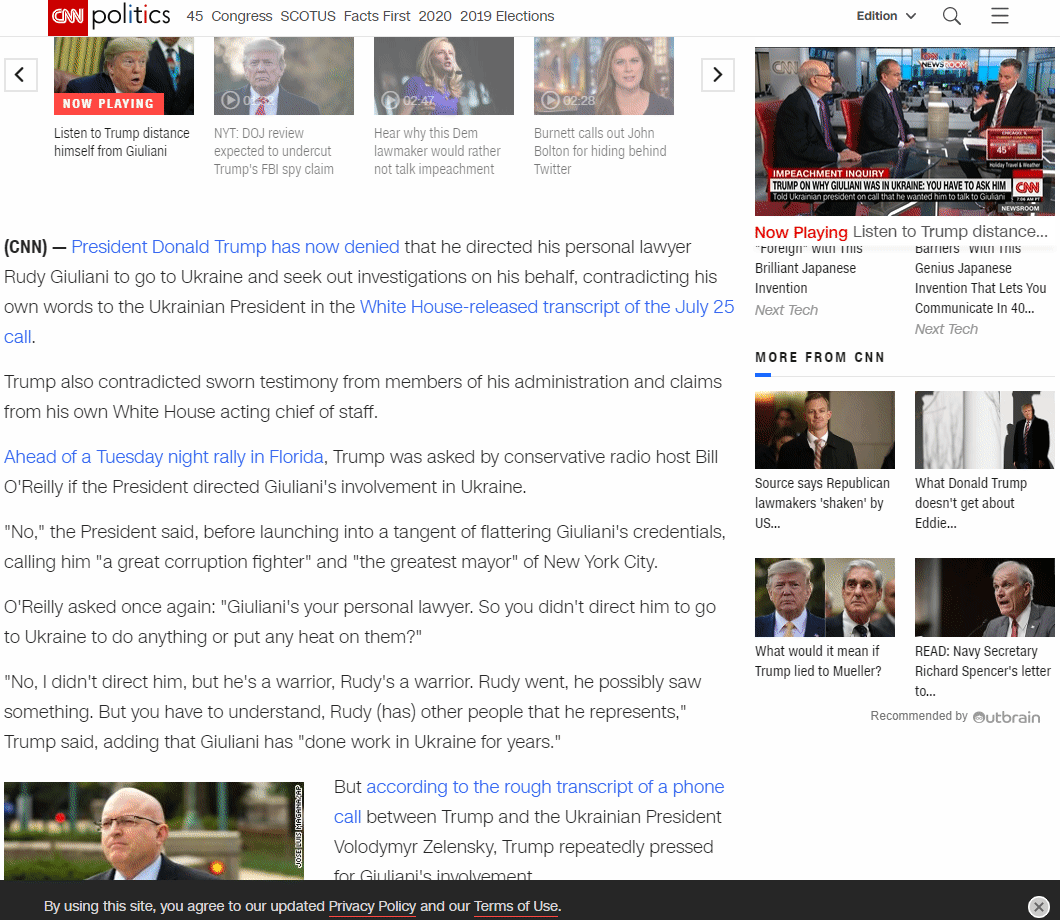 CNN politics 45 Congress SCOTUS Facts First 2020 2019 Elections Edition
NOW PLAYING
01:32
02:47
02:28
Listen to Trump distance
himself from Giuliani
NYT: DOJ review
expected to undercut
Trump's FBI spy claim
Hear why this Dem
lawmaker would rather
not talk impeachment
Burnett calls out John
Bolton for hiding behind
Twitter
(CNN) — President Donald Trump has now denied that he directed his personal lawyer
Rudy Giuliani to go to Ukraine and seek out investigations on his behalf, contradicting his
own words to the Ukrainian President in the White House-released transcript of the July 25
call.
Trump also contradicted sworn testimony from members of his administration and claims
from his own White House acting chief of staff.
Ahead of a Tuesday night rally in Florida, Trump was asked by conservative radio host Bill
O'Reilly if the President directed Giuliani's involvement in Ukraine.
"No," the President said, before launching into a tangent of flattering Giuliani's credentials,
calling him "a great corruption fighter" and "the greatest mayor" of New York City.
O'Reilly asked once again: "Giuliani's your personal lawyer. So you didn't direct him to go
to Ukraine to do anything or put any heat on them?"
"No, I didn't direct him, but he's a warrior, Rudy's a warrior. Rudy went, he possibly saw
something. But you have to understand, Rudy (has) other people that he represents,"
Trump said, adding that Giuliani has "done work in Ukraine for years."
JOSE LUIS MAGANA/AP
But according to the rough transcript of a phone
call between Trump and the Ukrainian President
Volodymyr Zelensky, Trump repeatedly pressed
for Giuliani's involvement
CNN
CNN
NEWSROOM
CHICAGO, IL
CURRENT CONDITIONS
45°
Holiday Travel & Weather
IMPEACHMENT INQUIRY
TRUMP ON WHY GIULIANI WAS IN UKRAINE: YOU HAVE TO ASK HIM
Told Ukrainian president on call that he wanted him to talk to Giuliani
CNN
7:06 AM PT
NEWSROOM
Now Playing Listen to Trump distance...
"Foreign" with This
Brilliant Japanese
Invention
Next Tech
Barriers" With This
Genius Japanese
Invention That Lets You
Communicate In 40...
Next Tech
MORE FROM CNN
Source says Republican
lawmakers 'shaken' by
US...
What Donald Trump
doesn't get about
Eddie...
What would it mean if
Trump lied to Mueller?
READ: Navy Secretary
Richard Spencer's letter
to...
Recommended by Outbrain
By using this site, you agree to our updated Privacy Policy and our Terms of Use.